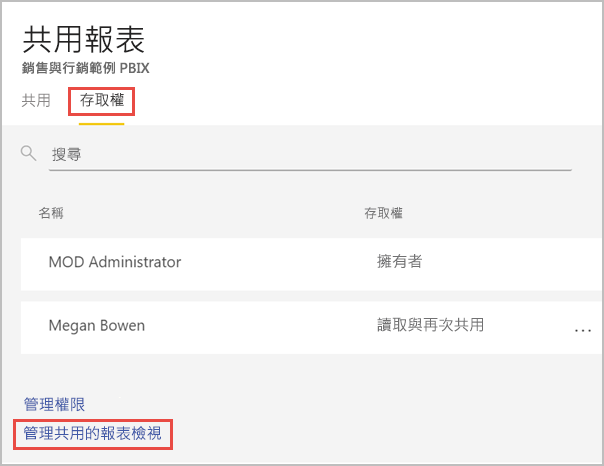 共用報表
銷售與行銷範例 PBIX
共用 存取權
搜尋
名稱 存取權
MOD Administrator 擁有者
Megan Bowen 讀取與再次共用 ...
管理權限
管理共用的報表檢視